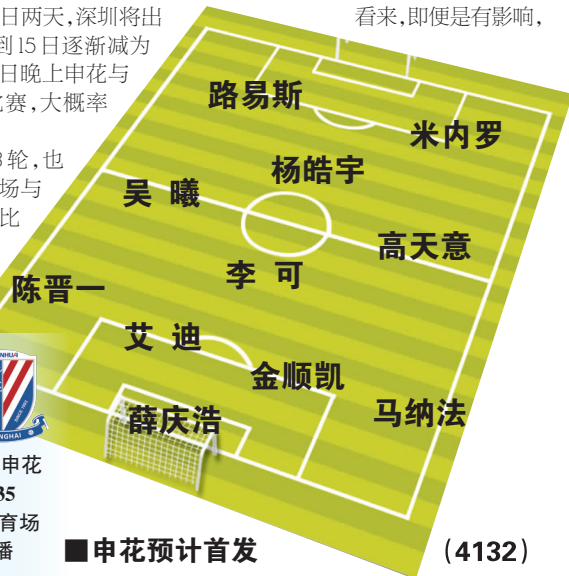 日两天，深圳将出
到15日逐渐减为
日晚上申花与
赛，大概率
轮，也
场与
比
看来，即便是有影响，
路易斯
米内罗
杨皓宇
吴 曦
高天意
李 可
陈晋一
艾 迪
金顺凯
马纳法
薛庆浩
申花
35
育场
播
■申花预计首发
（4132）